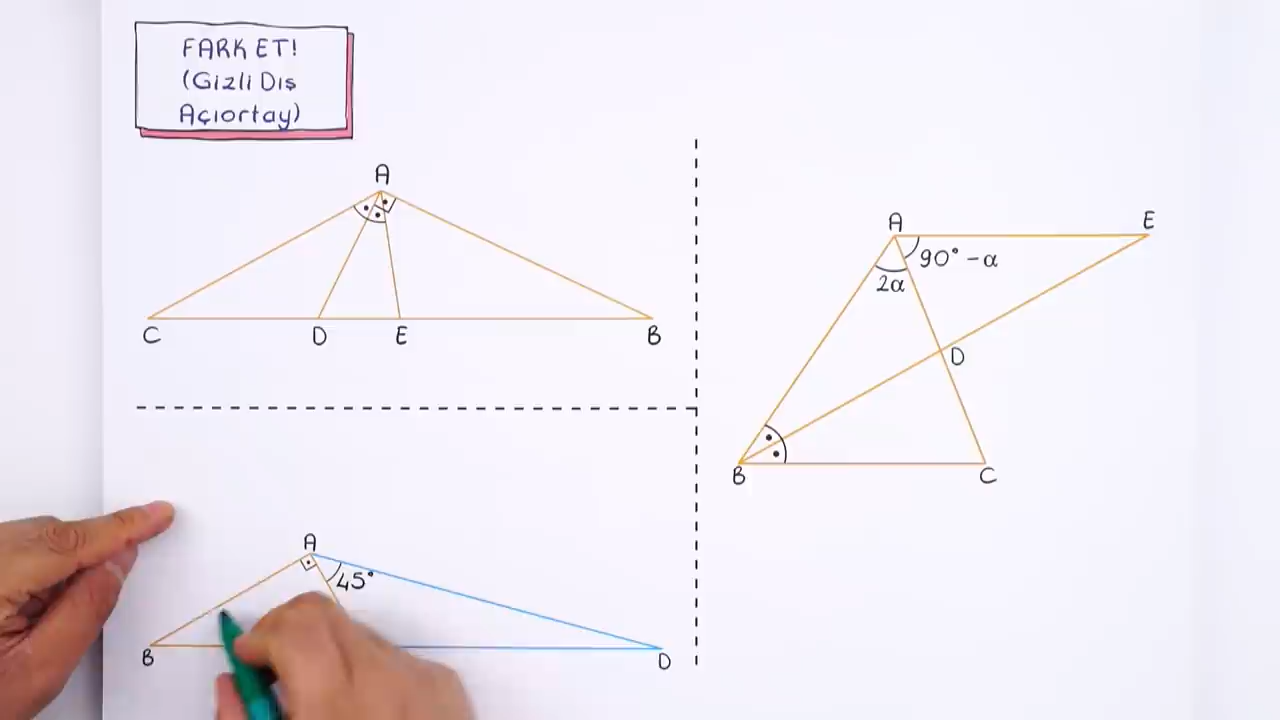 FARK ET!
(Gizli Dış
Açıortay)
A
C
D
E
B
A
E
90° - α
2α
D
B
C
A
45°
B
D